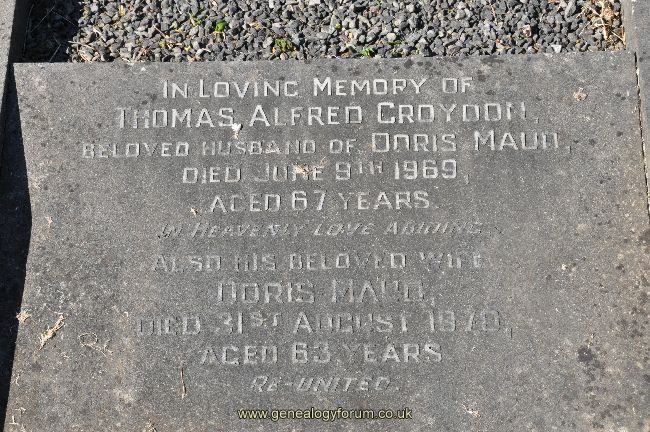 IN LOVING MEMORY OF
THOMAS ALFRED CROYDON,
BELOVED HUSBAND OF DORIS MAUD,
DIED JUNE 9TH 1969,
AGED 67 YEARS.
IN HEAVENLY LOVE ABIDING.
ALSO HIS BELOVED WIFE
DORIS MAUD,
DIED 31ST AUGUST
AGED 63 YEARS
RE-UNITED.
www.genealogyforum.co.uk